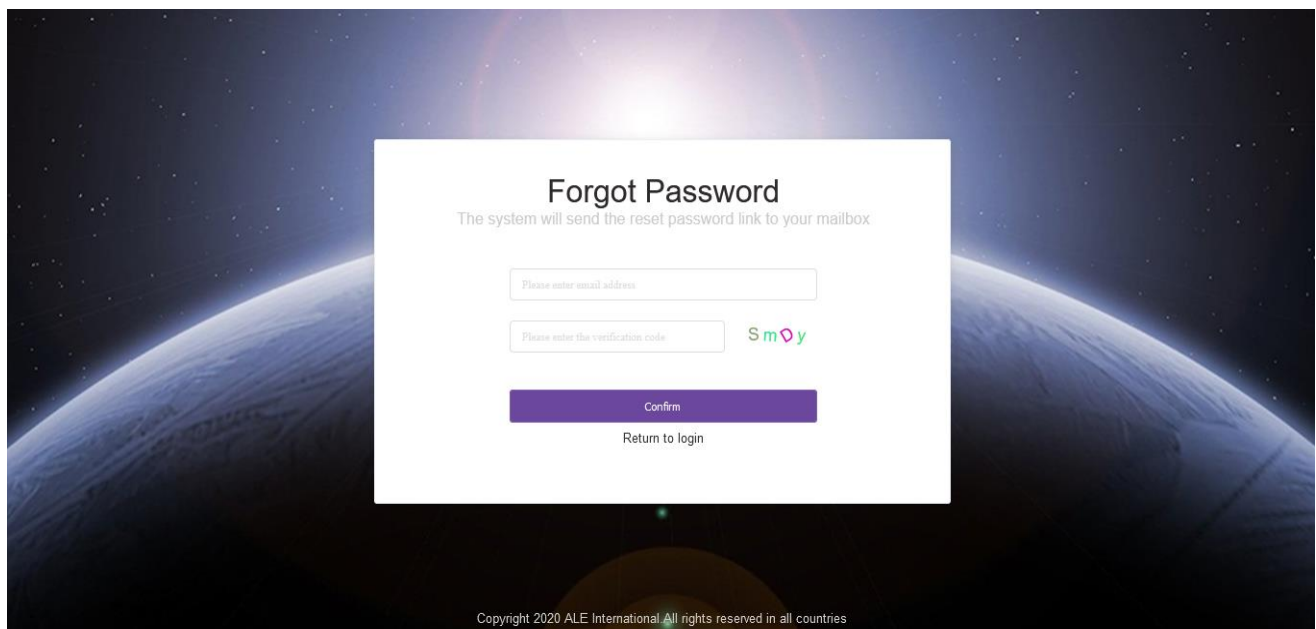 Forgot Password
The system will send the reset password link to your mailbox
Please enter email address
Please enter the verification code
SmDy
Confirm
Return to login
Copyright 2020 ALE International.All rights reserved in all countries